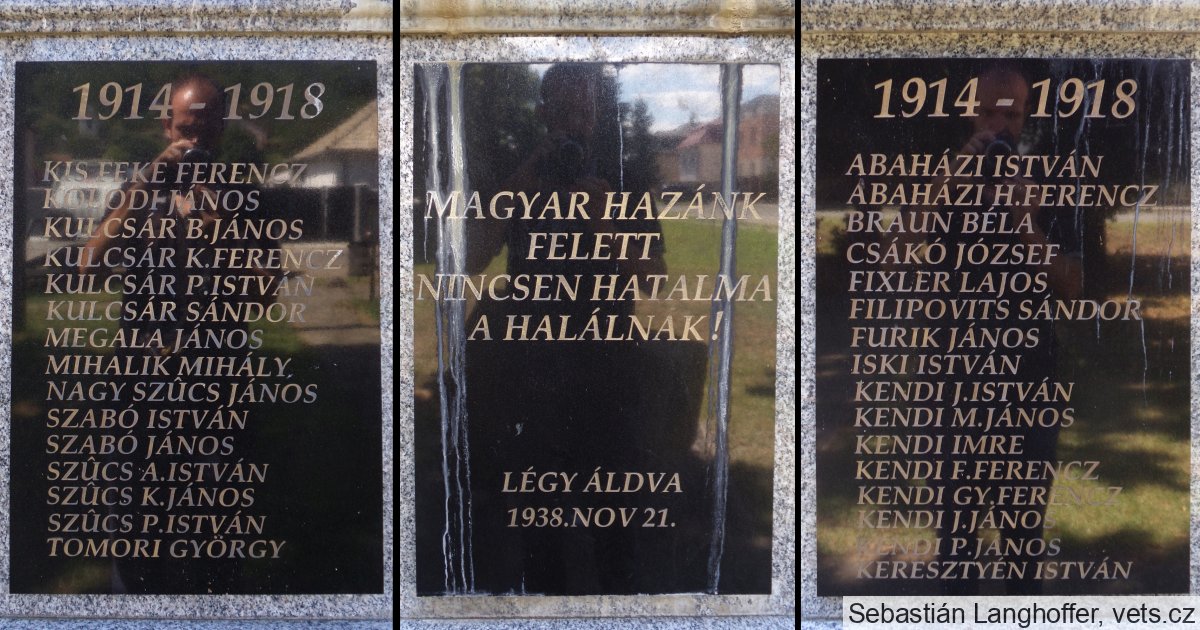 1914 - 1918
KIS FEKE FERENCZ
KOLODI JÁNOS
KULCSÁR B.JÁNOS
KULCSÁR K.FERENCZ
KULCSÁR P.ISTVÁN
KULCSÁR SÁNDOR
MEGALA JÁNOS
MIHALIK MIHÁLY
NAGY SZÛCS JÁNOS
SZABÓ ISTVÁN
SZABÓ JÁNOS
SZÛCS A.ISTVÁN
SZÛCS K.JÁNOS
SZÛCS P.ISTVÁN
TOMORI GYÖRGY
MAGYAR HAZÁNK
FELETT
NINCSEN HATALMA
A HALÁLNAK!
LÉGY ÁLDVA
1938.NOV 21.
1914 - 1918
ABAHÁZI ISTVÁN
ABAHÁZI H.FERENCZ
BRAUN BÉLA
CSÁKÓ JÓZSEF
FIXLER LAJOS
FILIPOVITS SÁNDOR
FURIK JÁNOS
ISKI ISTVÁN
KENDI J.ISTVÁN
KENDI M.JÁNOS
KENDI IMRE
KENDI F.FERENCZ
KENDI GY.FERENCZ
KENDI J.JÁNOS
KENDI P.JÁNOS
KERESZTYÉN ISTVÁN
Sebastián Langhoffer, vets.cz